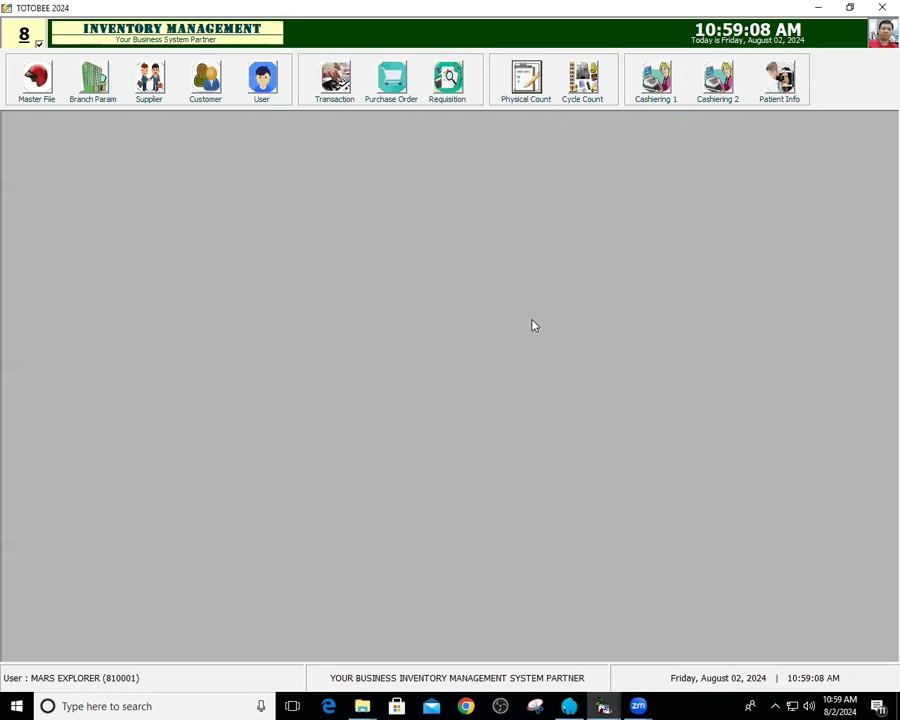 TOTOBEE 2024
8
INVENTORY MANAGEMENT
Your Business System Partner
10:59:08 AM
Today is Friday, August 02, 2024
Master File
Branch Param
Supplier
Customer
User
Transaction
Purchase Order
Requisition
Physical Count
Cycle Count
Cashiering 1
Cashiering 2
Patient Info
User : MARS EXPLORER (810001)
YOUR BUSINESS INVENTORY MANAGEMENT SYSTEM PARTNER
Friday, August 02, 2024 | 10:59:08 AM
Type here to search
zm
10:59 AM
8/2/2024
11